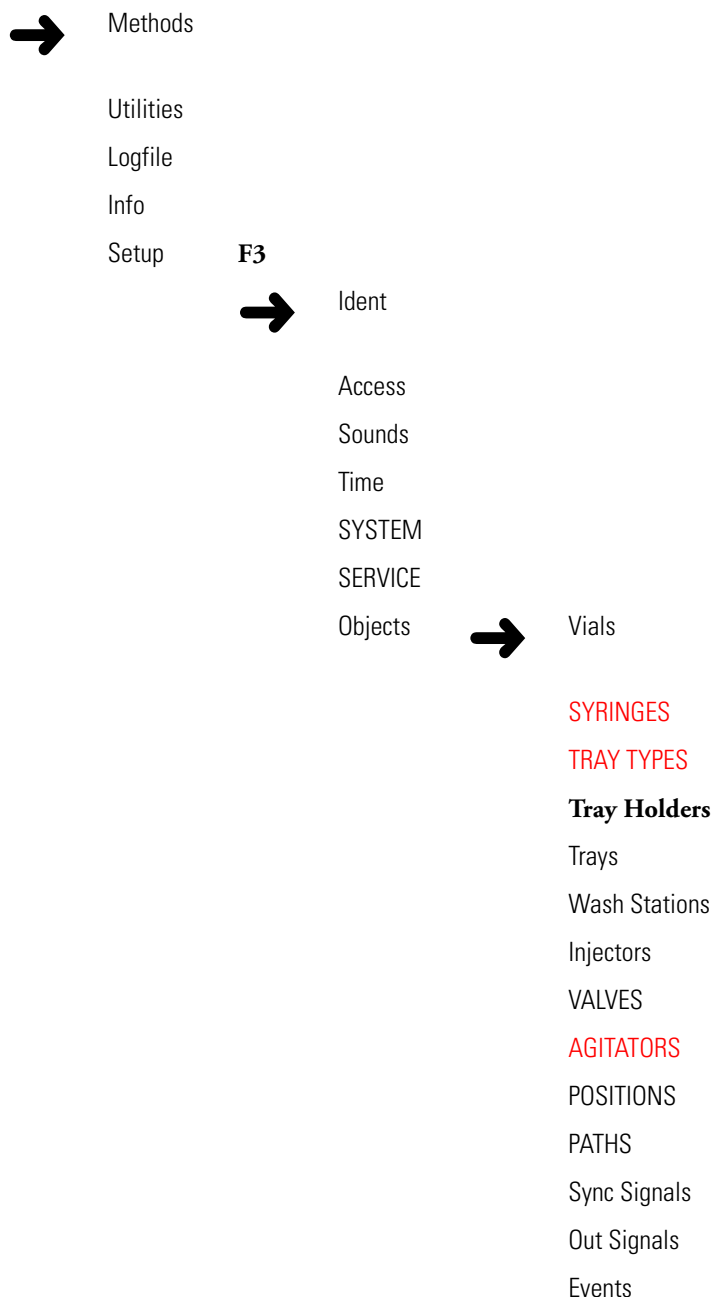 Methods
Utilities
Logfile
Info
Setup F3
Ident
Access
Sounds
Time
SYSTEM
SERVICE
Objects Vials
SYRINGES
TRAY TYPES
Tray Holders
Trays
Wash Stations
Injectors
VALVES
AGITATORS
POSITIONS
PATHS
Sync Signals
Out Signals
Events